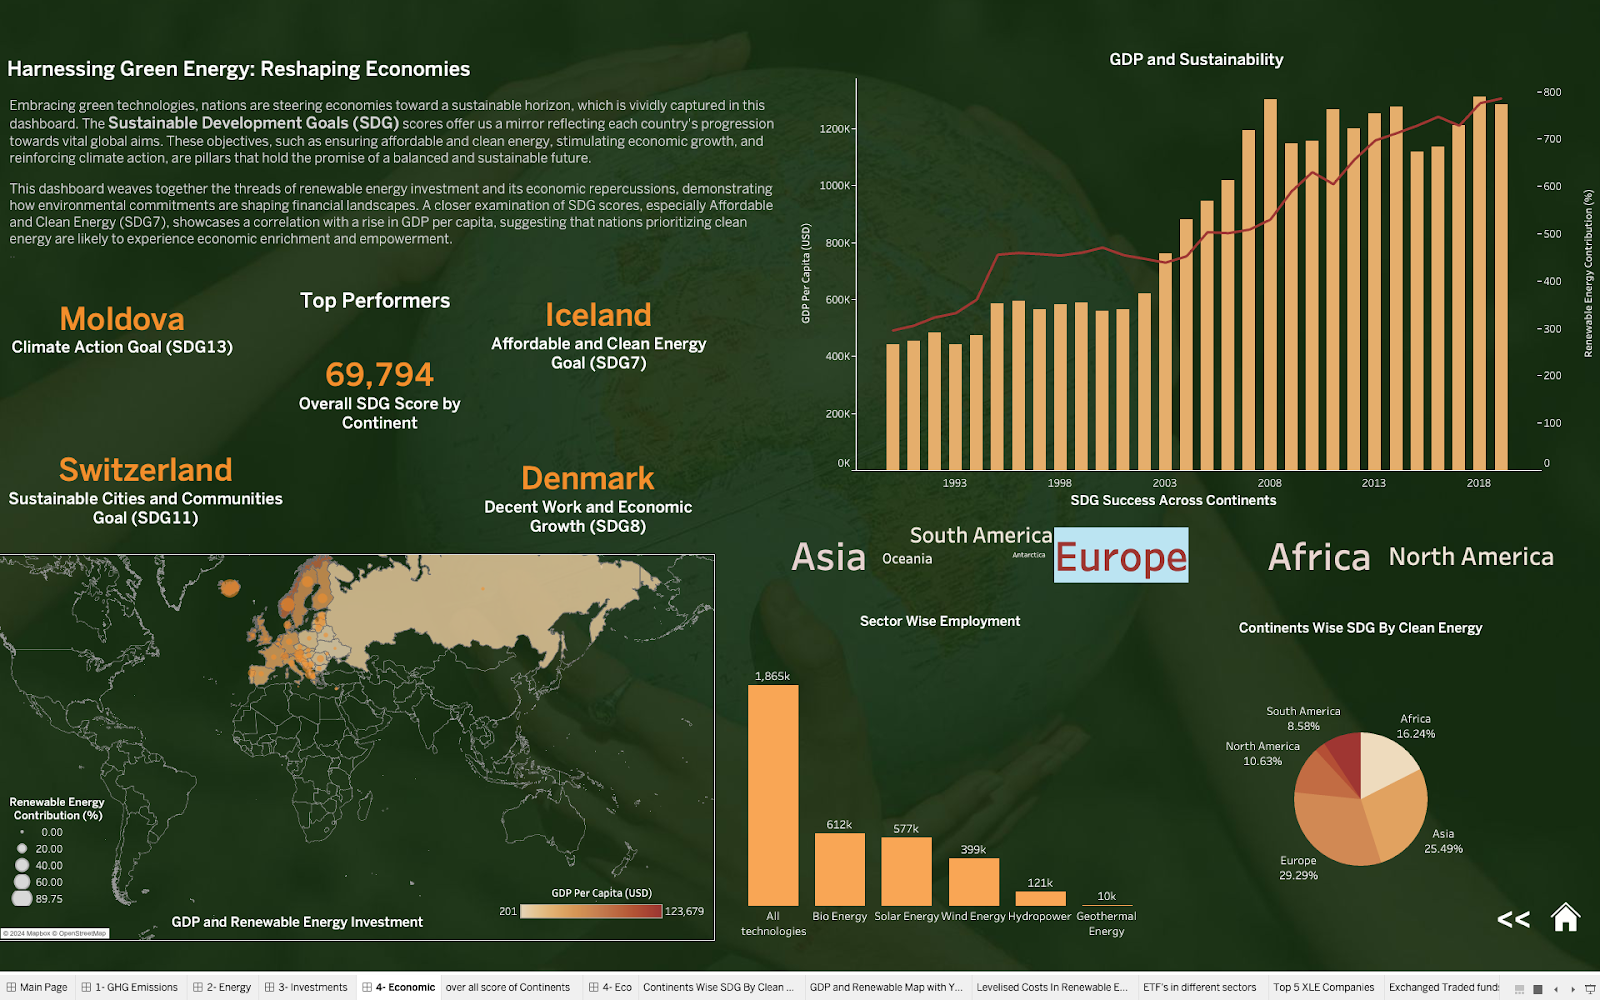 Harnessing Green Energy: Reshaping Economies
Embracing green technologies, nations are steering economies toward a sustainable horizon, which is vividly captured in this
dashboard. The Sustainable Development Goals (SDG) scores offer us a mirror reflecting each country's progression
towards vital global aims. These objectives, such as ensuring affordable and clean energy, stimulating economic growth, and
reinforcing climate action, are pillars that hold the promise of a balanced and sustainable future.
This dashboard weaves together the threads of renewable energy investment and its economic repercussions, demonstrating
how environmental commitments are shaping financial landscapes. A closer examination of SDG scores, especially Affordable
and Clean Energy (SDG7), showcases a correlation with a rise in GDP per capita, suggesting that nations prioritizing clean
energy are likely to experience economic enrichment and empowerment.
..
Top Performers
Moldova
Climate Action Goal (SDG13)
Iceland
Affordable and Clean Energy
Goal (SDG7)
69,794
Overall SDG Score by
Continent
Switzerland
Sustainable Cities and Communities
Goal (SDG11)
Denmark
Decent Work and Economic
Growth (SDG8)
GDP and Sustainability
GDP Per Capita (USD)
1200K
1000K
800K
600K
400K
200K
0K
Renewable Energy Contribution (%)
800
700
600
500
400
300
200
100
0
1993 1998 2003 2008 2013 2018
SDG Success Across Continents
Asia
South America
Oceania
Antarctica
Europe
Africa
North America
Renewable Energy
Contribution (%)
0.00
20.00
40.00
60.00
89.75
GDP Per Capita (USD)
201 123,679
GDP and Renewable Energy Investment
© 2024 Mapbox © OpenStreetMap
Sector Wise Employment
1,865k
612k
577k
399k
121k
10k
All
technologies
Bio Energy
Solar Energy
Wind Energy
Hydropower
Geothermal
Energy
Continents Wise SDG By Clean Energy
South America
8.58%
Africa
16.24%
North America
10.63%
Asia
25.49%
Europe
29.29%
<<
Main Page 1- GHG Emissions 2- Energy 3- Investments 4- Economic over all score of Continents 4- Eco Continents Wise SDG By Clean ... GDP and Renewable Map with Y... Levelised Costs In Renewable E... ETF's in different sectors Top 5 XLE Companies Exchanged Traded funds